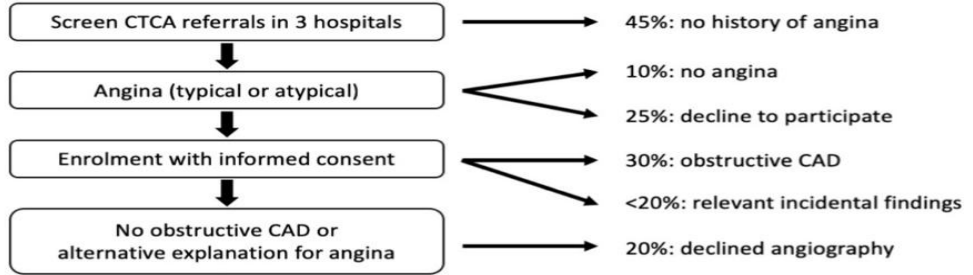 Screen CTCA referrals in 3 hospitals
45%: no history of angina
10%: no angina
Angina (typical or atypical)
25%: decline to participate
Enrolment with informed consent
30%: obstructive CAD
<20%: relevant incidental findings
No obstructive CAD or
alternative explanation for angina
20%: declined angiography